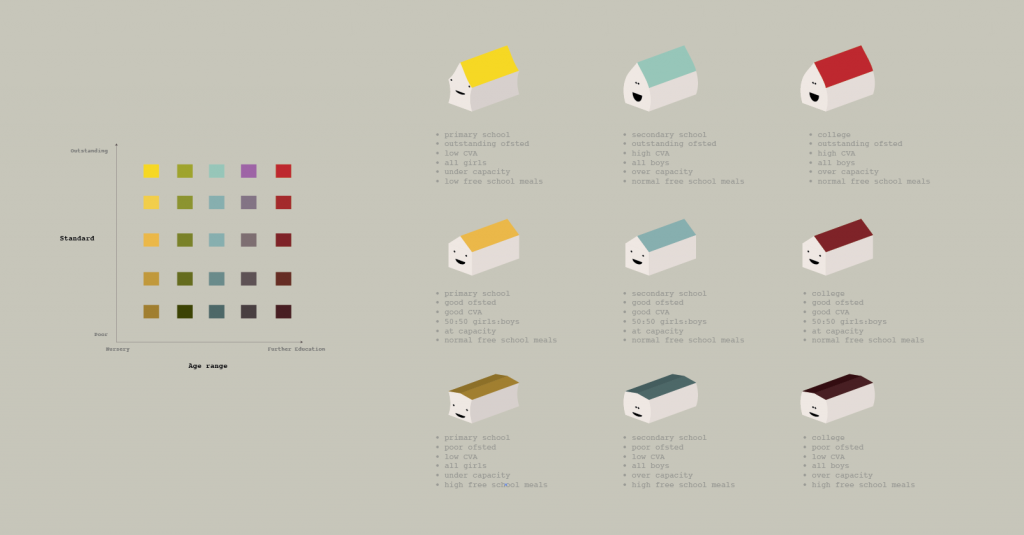 Outstanding
Standard
Poor
Nursery
Further Education
Age range
• primary school
• outstanding ofsted
• low CVA
• all girls
• under capacity
• low free school meals
• secondary school
• outstanding ofsted
• high CVA
• all boys
• over capacity
• normal free school meals
• college
• outstanding ofsted
• high CVA
• all boys
• over capacity
• normal free school meals
• primary school
• good ofsted
• good CVA
• 50:50 girls:boys
• at capacity
• normal free school meals
• secondary school
• good ofsted
• good CVA
• 50:50 girls:boys
• at capacity
• normal free school meals
• college
• good ofsted
• good CVA
• 50:50 girls:boys
• at capacity
• normal free school meals
• primary school
• poor ofsted
• low CVA
• all girls
• under capacity
• high free school meals
• secondary school
• poor ofsted
• low CVA
• all boys
• over capacity
• high free school meals
• college
• poor ofsted
• low CVA
• all boys
• over capacity
• high free school meals